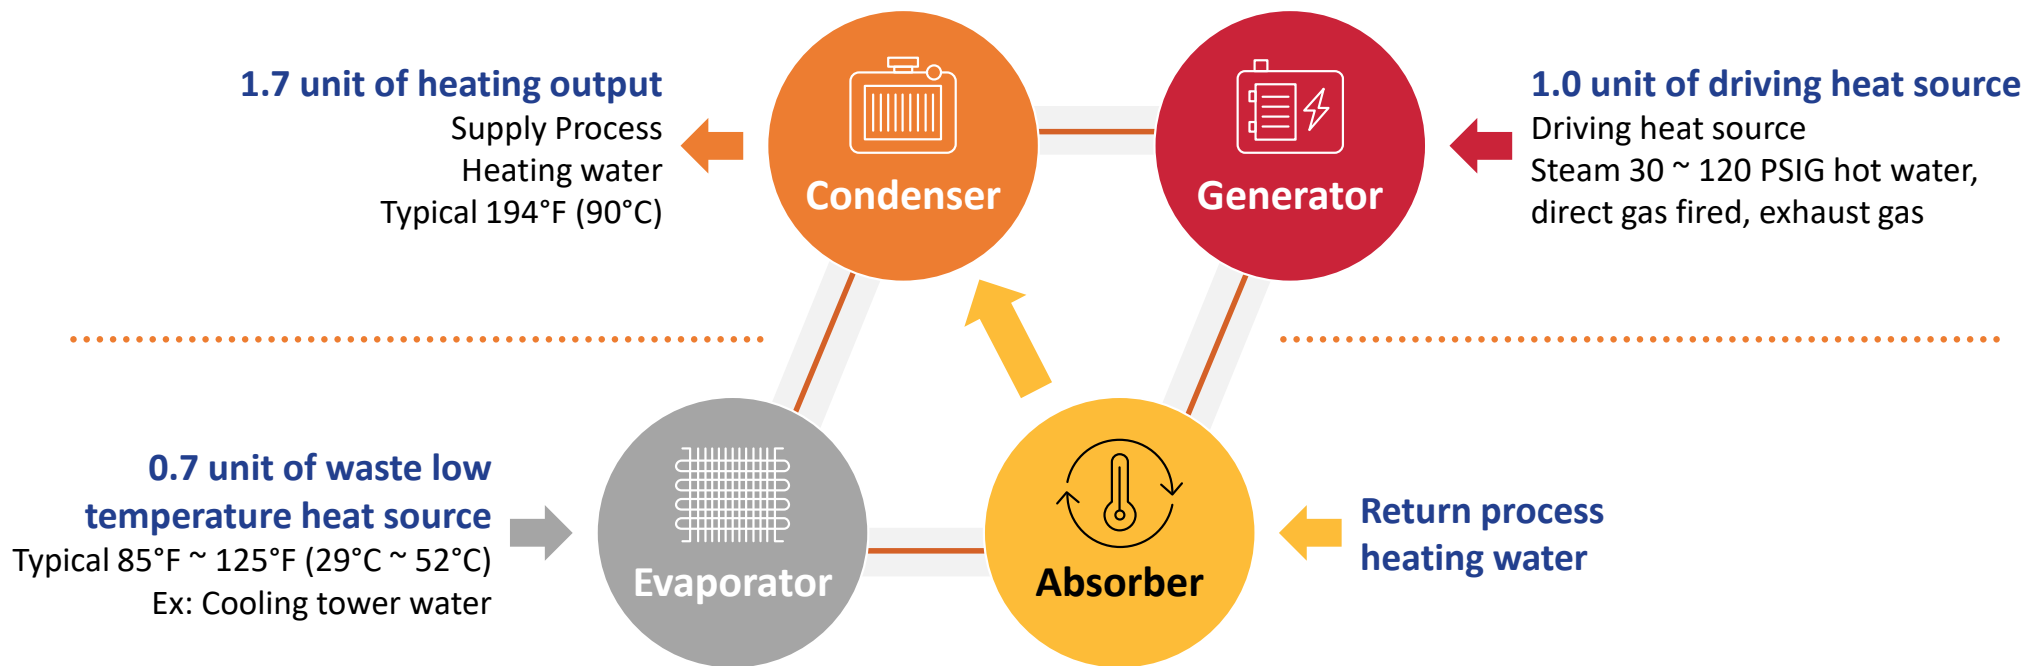 1.7 unit of heating output
Supply Process
Heating water
Typical 194°F (90°C)
Condenser
Generator
1.0 unit of driving heat source
Driving heat source
Steam 30 ~ 120 PSIG hot water,
direct gas fired, exhaust gas
0.7 unit of waste low
temperature heat source
Typical 85°F ~ 125°F (29°C ~ 52°C)
Ex: Cooling tower water
Evaporator
Absorber
Return process
heating water